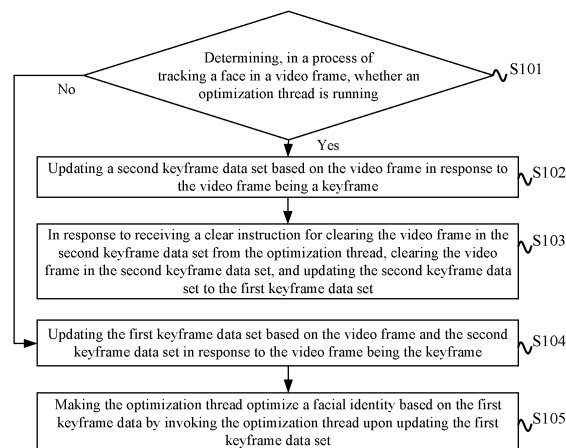 Determining, in a process of
tracking a face in a video frame, whether an
optimization thread is running
S101
No
Yes
Updating a second keyframe data set based on the video frame in response to
the video frame being a keyframe
S102
In response to receiving a clear instruction for clearing the video frame in the
second keyframe data set from the optimization thread, clearing the video
frame in the second keyframe data set, and updating the second keyframe data
set to the first keyframe data set
S103
Updating the first keyframe data set based on the video frame and the second
keyframe data set in response to the video frame being the keyframe
S104
Making the optimization thread optimize a facial identity based on the first
keyframe data by invoking the optimization thread upon updating the first
keyframe data set
S105